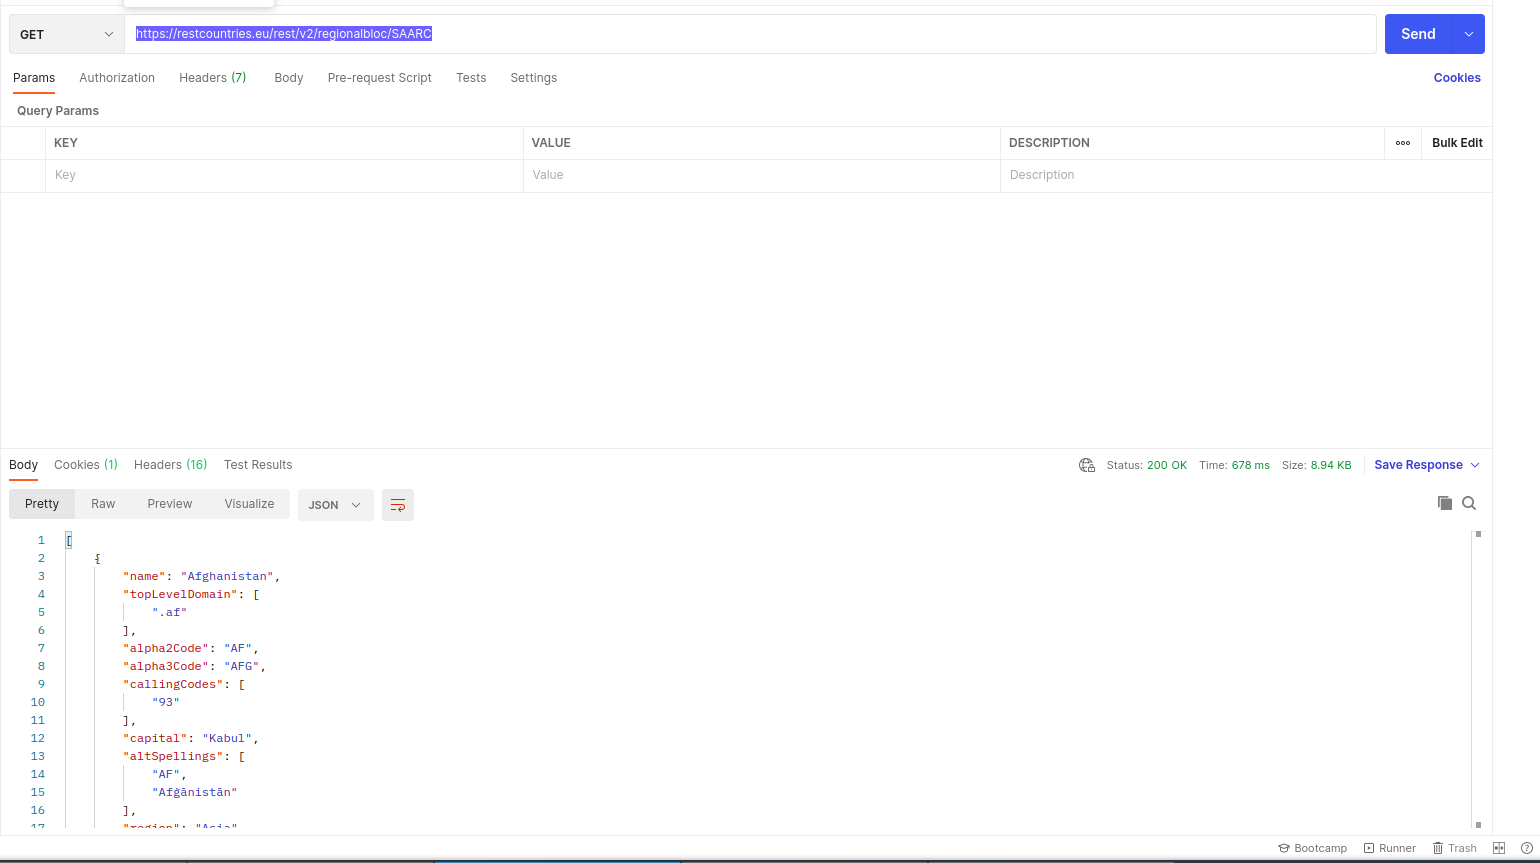 GET https://restcountries.eu/rest/v2/regionalbloc/SAARC Send
Params Authorization Headers (7) Body Pre-request Script Tests Settings Cookies
Query Params
KEY VALUE DESCRIPTION ooo Bulk Edit
Key Value Description
Body Cookies (1) Headers (16) Test Results Status: 200 OK Time: 678 ms Size: 8.94 KB Save Response
Pretty Raw Preview Visualize JSON
1 [
2 {
3 "name": "Afghanistan",
4 "topLevelDomain": [
5 ".af"
6 ],
7 "alpha2Code": "AF",
8 "alpha3Code": "AFG",
9 "callingCodes": [
10 "93"
11 ],
12 "capital": "Kabul",
13 "altSpellings": [
14 "AF",
15 "Afġānistān"
16 ],
17 "region": "Asia"
Bootcamp Runner Trash